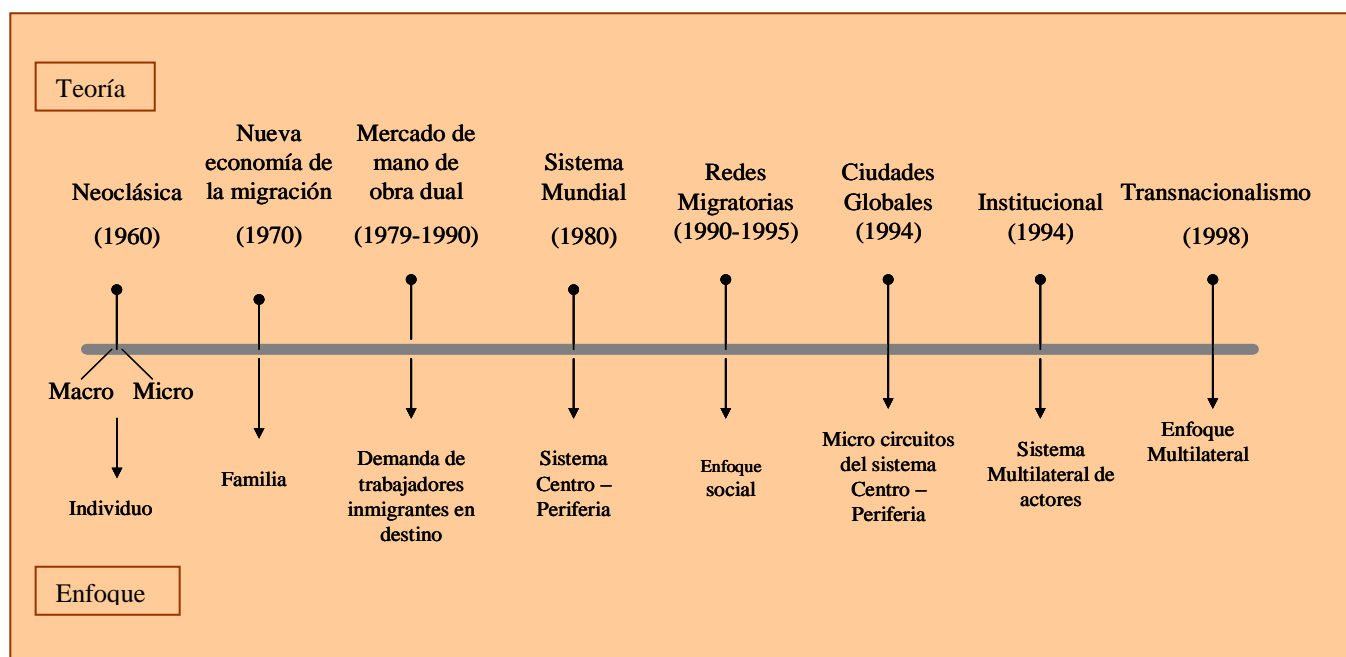 Teoría
Neoclásica
(1960)
Nueva
economía de
la migración
(1970)
Mercado de
mano de
obra dual
(1979-1990)
Sistema
Mundial
(1980)
Redes
Migratorias
(1990-1995)
Ciudades
Globales
(1994)
Institucional
(1994)
Transnacionalismo
(1998)
Macro
Micro
Individuo
Familia
Demanda de
trabajadores
inmigrantes en
destino
Sistema
Centro –
Periferia
Enfoque
social
Micro circuitos
del sistema
Centro –
Periferia
Sistema
Multilateral de
actores
Enfoque
Multilateral
Enfoque